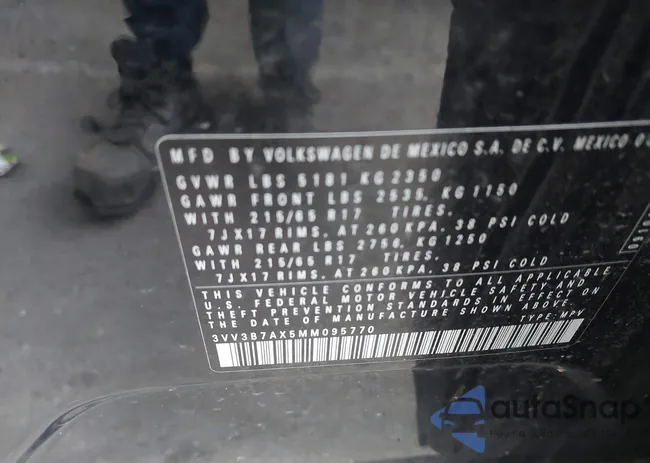 MFD BY VOLKSWAGEN DE MEXICO S.A. DE C.V. MEXICO
GVWR LBS 5181 KG 2350
GAWR FRONT LBS 2535, KG 1150
WITH 215/65 R17 TIRES.
7JX17 RIMS, AT 260 KPA, 38 PSI COLD
GAWR REAR LBS 2756, KG 1250
WITH 215/65 R17 TIRES.
7JX17 RIMS, AT 260 KPA, 38 PSI COLD
THIS VEHICLE CONFORMS TO ALL APPLICABLE
U.S. FEDERAL MOTOR VEHICLE SAFETY AND
THEFT PREVENTION STANDARDS IN EFFECT ON
THE DATE OF MANUFACTURE SHOWN ABOVE.
3VV3B7AX5MM095770 TYPE: MPV
autoSnap